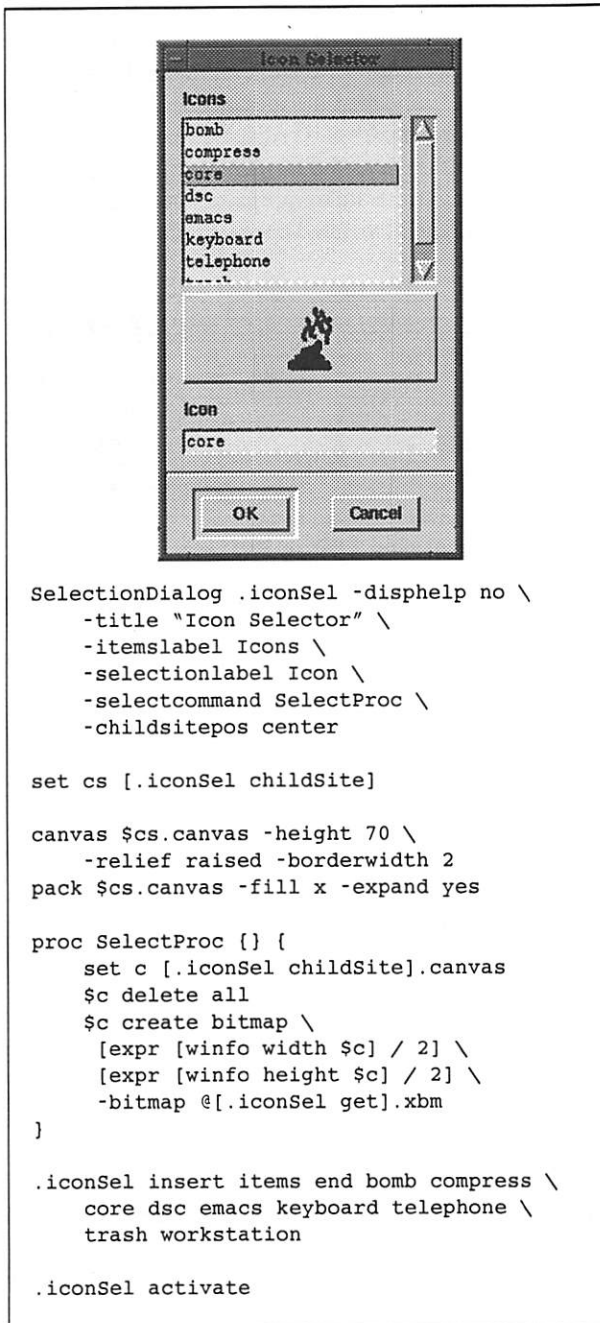 Icon Selector
Icons
bomb
compress
core
dsc
emacs
keyboard
telephone
Icon
core
OK
Cancel
SelectionDialog .iconSel -disphelp no \
-title “Icon Selector” \
-itemslabel Icons \
-selectionlabel Icon \
-selectcommand SelectProc \
-childsitepos center
set cs [.iconSel childSite]
canvas $cs.canvas -height 70 \
-relief raised -borderwidth 2
pack $cs.canvas -fill x -expand yes
proc SelectProc {} {
set c [.iconSel childSite].canvas
$c delete all
$c create bitmap \
[expr [winfo width $c] / 2] \
[expr [winfo height $c] / 2] \
-bitmap @[.iconSel get].xbm
}
.iconSel insert items end bomb compress \
core dsc emacs keyboard telephone \
trash workstation
.iconSel activate